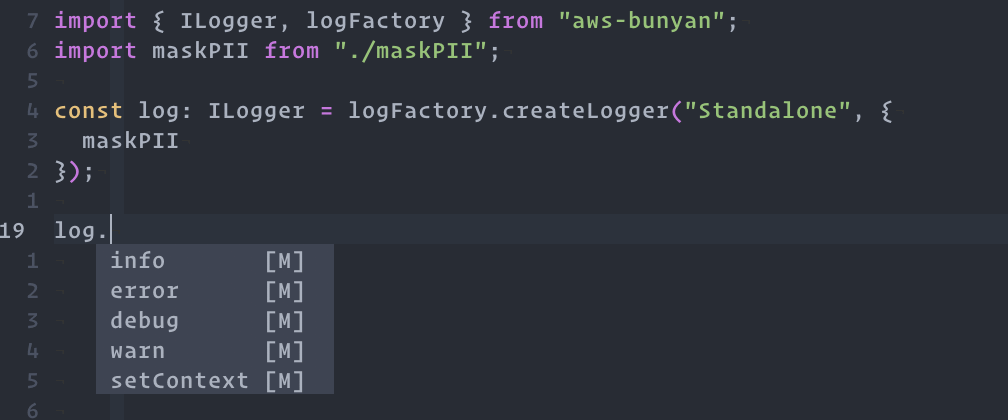 7 import { ILogger, logFactory } from "aws-bunyan";
6 import maskPII from "./maskPII";
5
4 const log: ILogger = logFactory.createLogger("Standalone", {
3   maskPII
2 });
1
19 log.
1 info [M]
2 error [M]
3 debug [M]
4 warn [M]
5 setContext [M]
6